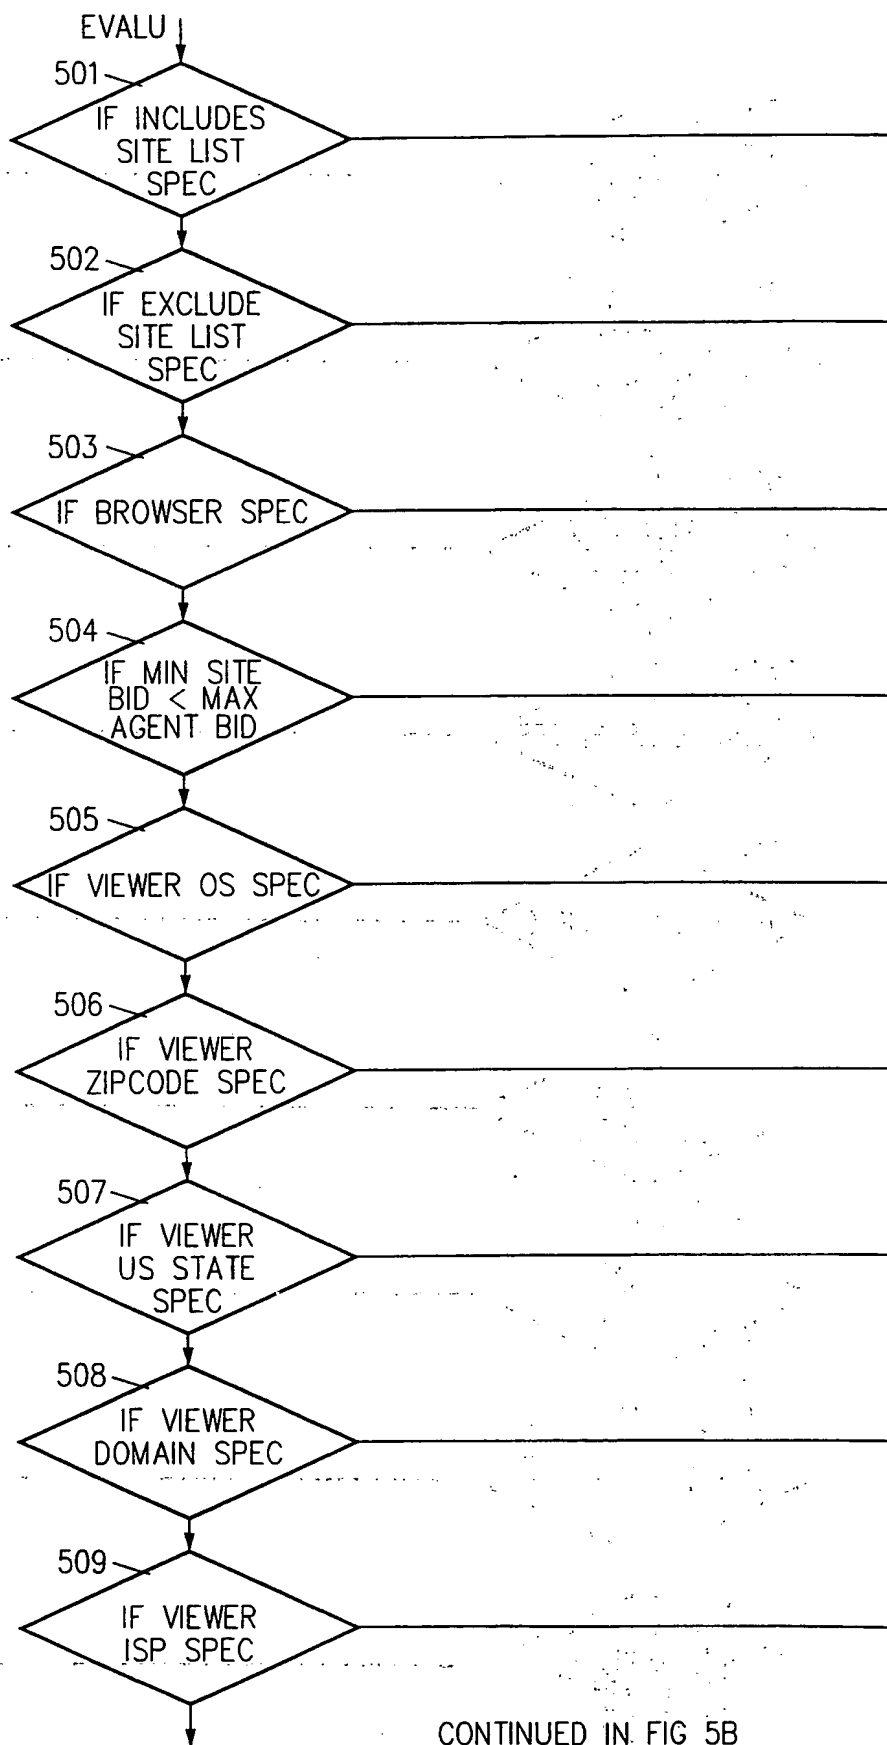 EVALU
501
IF INCLUDES
SITE LIST
SPEC
502
IF EXCLUDE
SITE LIST
SPEC
503
IF BROWSER SPEC
504
IF MIN SITE
BID < MAX
AGENT BID
505
IF VIEWER OS SPEC
506
IF VIEWER
ZIPCODE SPEC
507
IF VIEWER
US STATE
SPEC
508
IF VIEWER
DOMAIN SPEC
509
IF VIEWER
ISP SPEC
CONTINUED IN FIG 5B